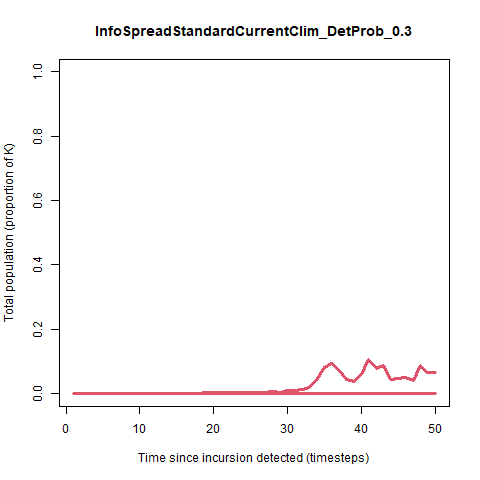 InfoSpreadStandardCurrentClim_DetProb_0.3
Total population (proportion of K)
1.0
0.8
0.6
0.4
0.2
0.0
0 10 20 30 40 50
Time since incursion detected (timesteps)